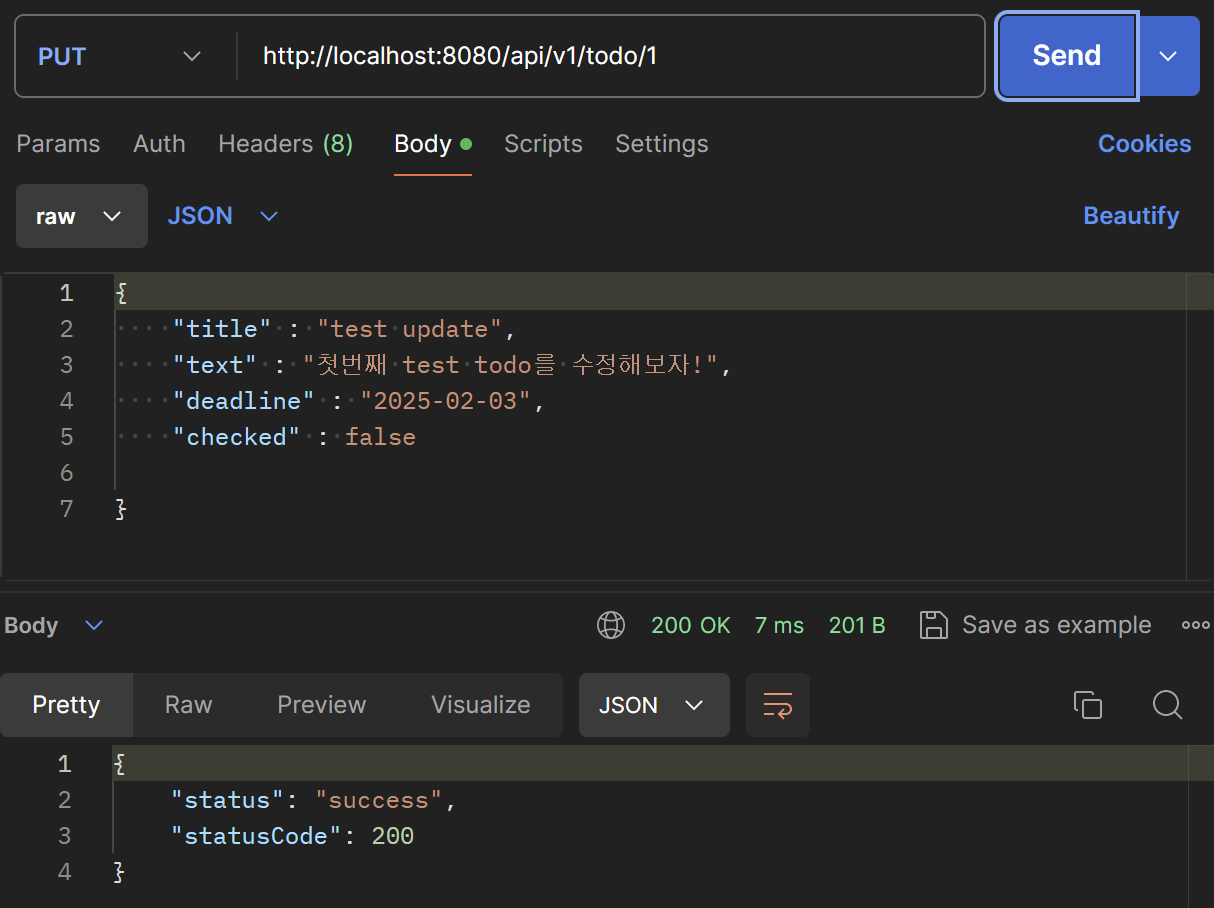 PUT http://localhost:8080/api/v1/todo/1 Send
Params Auth Headers (8) Body Scripts Settings Cookies
raw JSON Beautify
1 {
2 "title" : "test update",
3 "text" : "첫번째 test todo를 수정해보자!",
4 "deadline" : "2025-02-03",
5 "checked" : false
6
7 }
Body 200 OK 7 ms 201 B Save as example
Pretty Raw Preview Visualize JSON
1 {
2 "status": "success",
3 "statusCode": 200
4 }